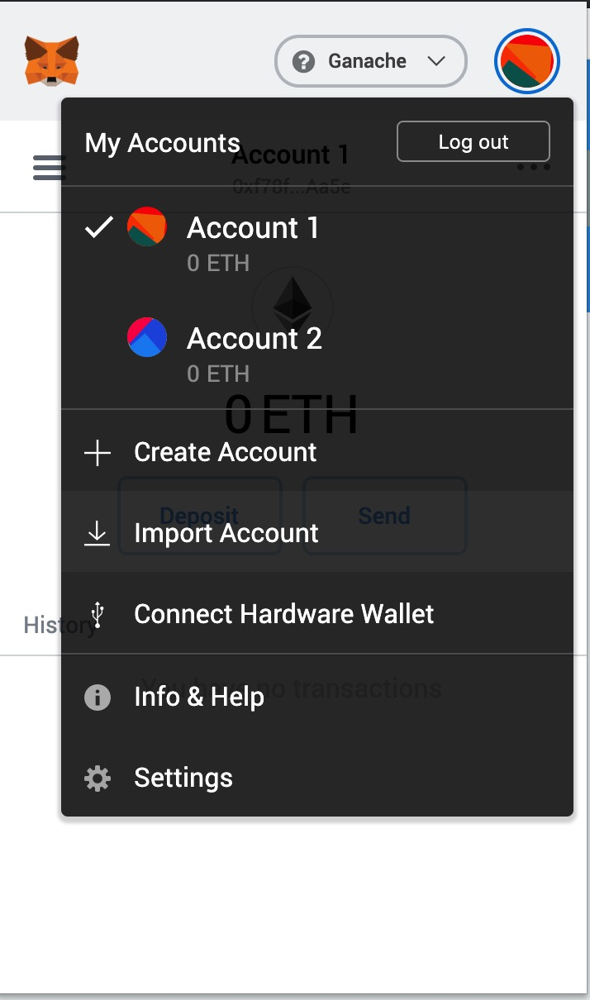 Ganache
My Accounts
Log out
Account 1
0xf78f...Aa5e
Account 1
0 ETH
Account 2
0 ETH
0 ETH
Create Account
Deposit
Send
Import Account
Connect Hardware Wallet
History
You have no transactions
Info & Help
Settings